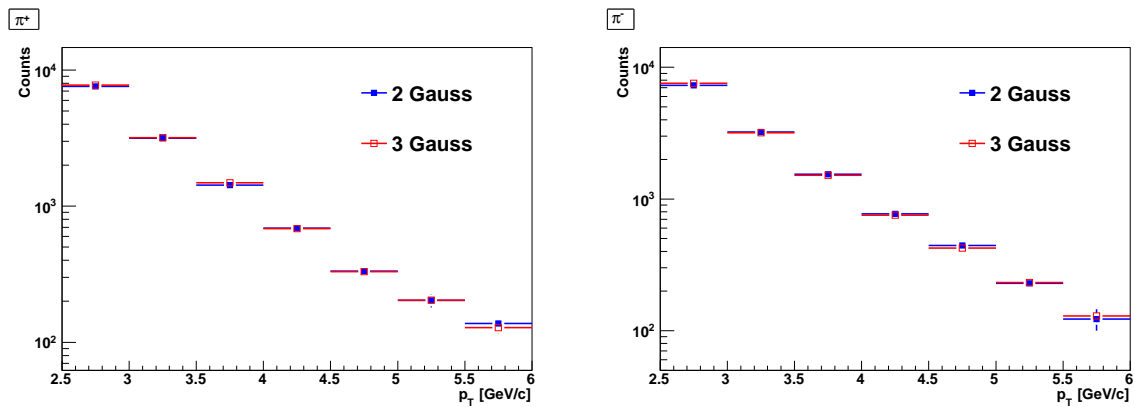 π+
Counts
10⁴
10³
10²
2 Gauss
3 Gauss
2.5 3 3.5 4 4.5 5 5.5 6
p_T [GeV/c]
π-
Counts
10⁴
10³
10²
2 Gauss
3 Gauss
2.5 3 3.5 4 4.5 5 5.5 6
p_T [GeV/c]